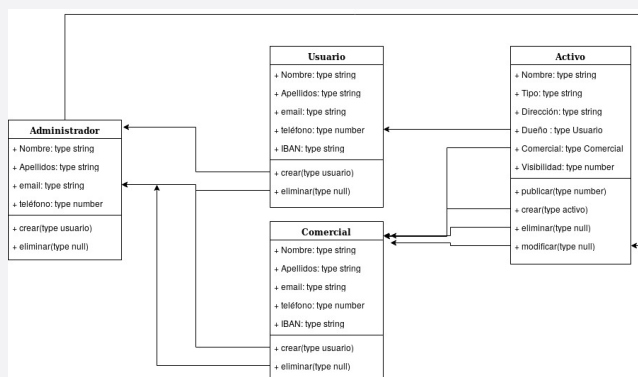 Usuario
+ Nombre: type string
+ Apellidos: type string
+ email: type string
+ teléfono: type number
+ IBAN: type string
+ crear(type usuario)
+ eliminar(type null)
Activo
+ Nombre: type string
+ Tipo: type string
+ Dirección: type string
+ Dueño : type Usuario
+ Comercial: type Comercial
+ Visibilidad: type number
+ publicar(type number)
+ crear(type activo)
+ eliminar(type null)
+ modificar(type null)
Administrador
+ Nombre: type string
+ Apellidos: type string
+ email: type string
+ teléfono: type number
+ crear(type usuario)
+ eliminar(type null)
Comercial
+ Nombre: type string
+ Apellidos: type string
+ email: type string
+ teléfono: type number
+ IBAN: type string
+ crear(type usuario)
+ eliminar(type null)